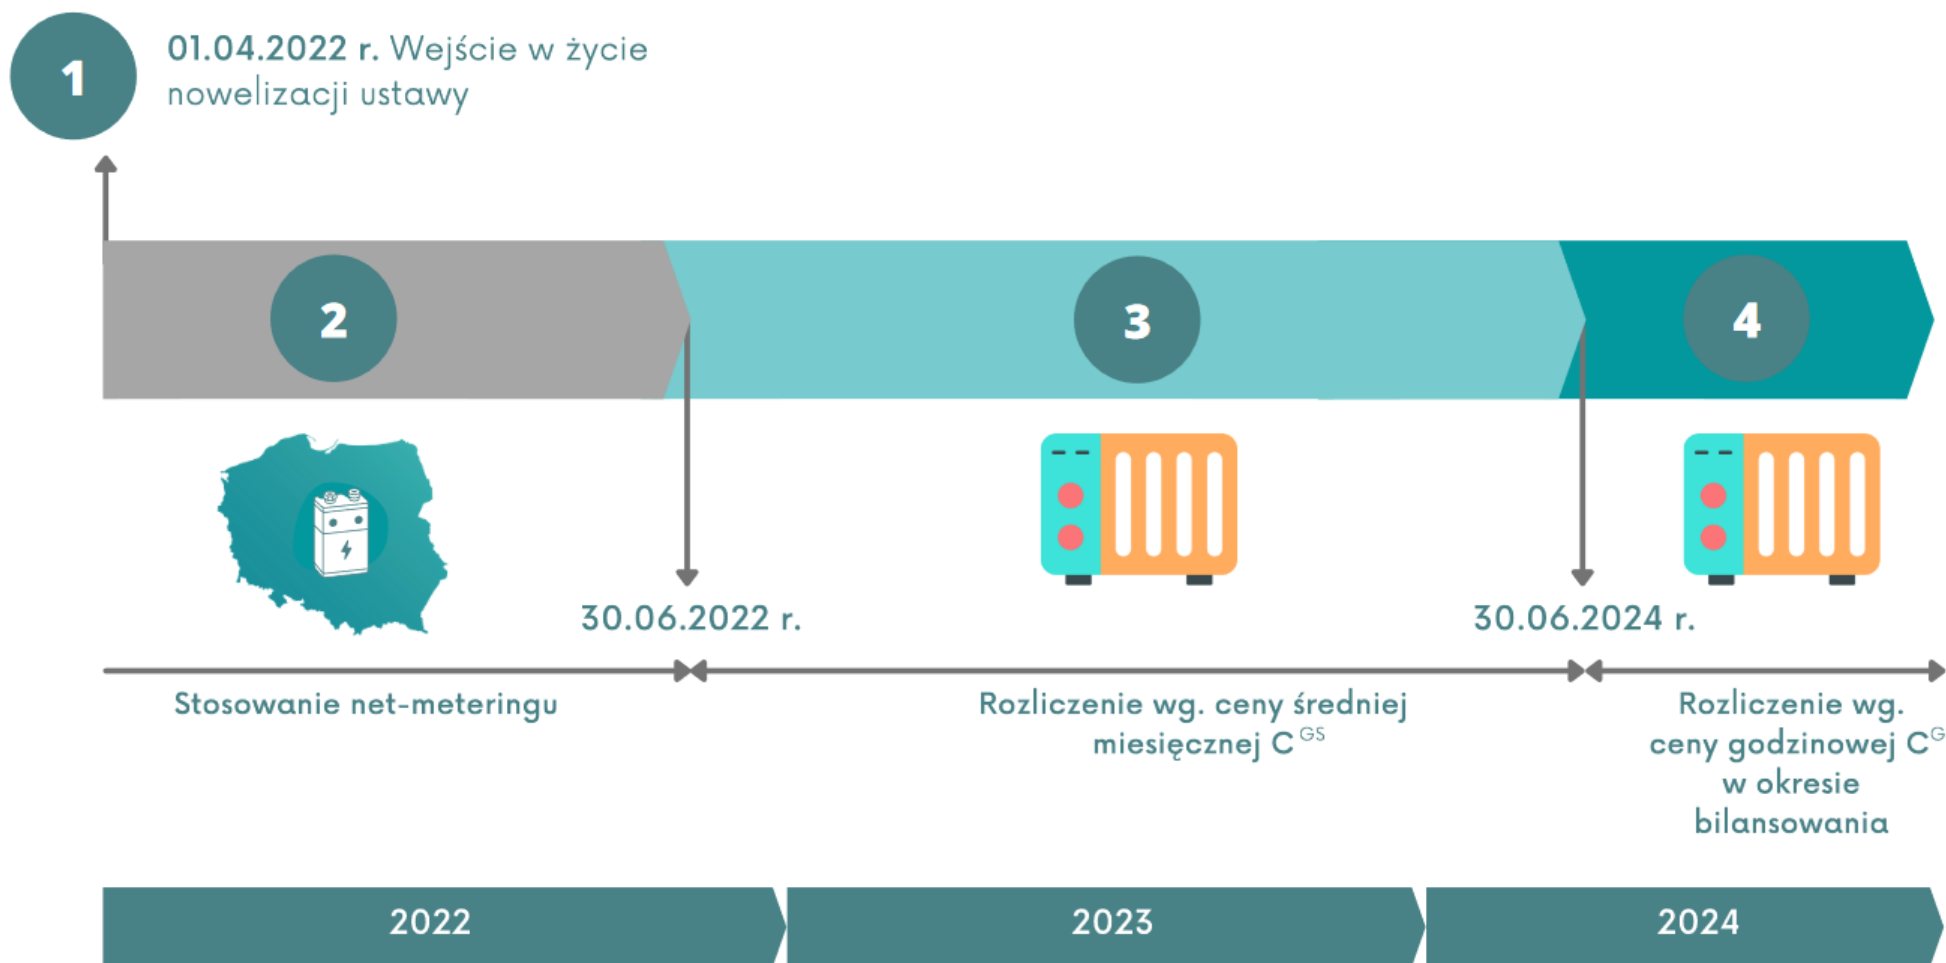 1
01.04.2022 r. Wejście w życie
nowelizacji ustawy
2
3
4
30.06.2022 r.
30.06.2024 r.
Stosowanie net-meteringu
Rozliczenie wg. ceny średniej
miesięcznej C GS
Rozliczenie wg.
ceny godzinowej CG
w okresie
bilansowania
2022
2023
2024